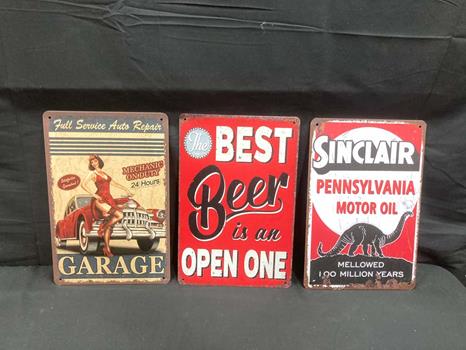 Full Service Auto Repair
MECHANIC
ON DUTY
24 Hours
GARAGE
The
BEST
Beer
is an
OPEN ONE
SINCLAIR
PENNSYLVANIA
MOTOR OIL
MELLOWED
100 MILLION YEARS